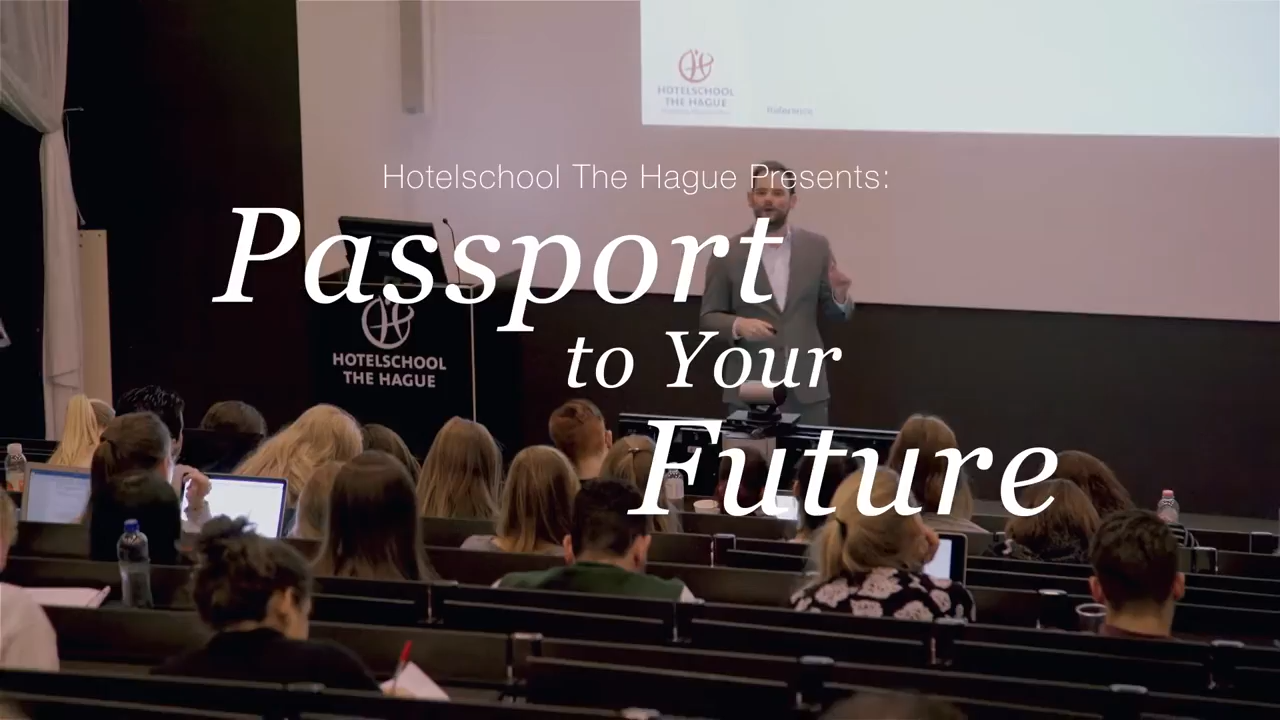 HOTELSCHOOL
THE HAGUE
Hotelschool The Hague Presents:
Passport
to Your
Future
HOTELSCHOOL
THE HAGUE